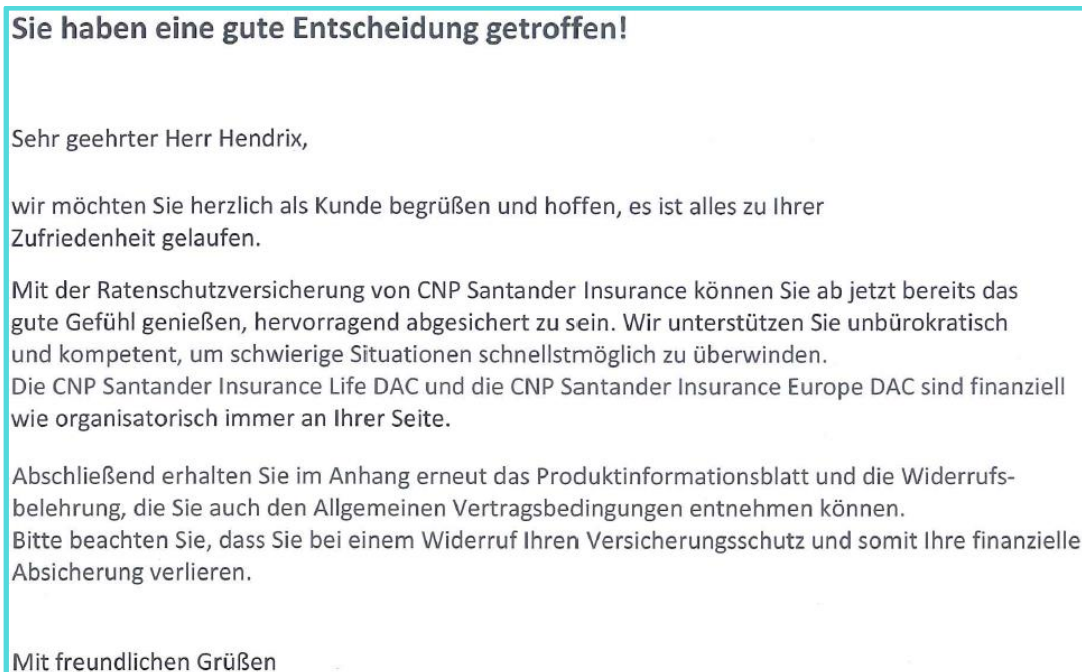 Sie haben eine gute Entscheidung getroffen!
Sehr geehrter Herr Hendrix,
wir möchten Sie herzlich als Kunde begrüßen und hoffen, es ist alles zu Ihrer
Zufriedenheit gelaufen.
Mit der Ratenschutzversicherung von CNP Santander Insurance können Sie ab jetzt bereits das
gute Gefühl genießen, hervorragend abgesichert zu sein. Wir unterstützen Sie unbürokratisch
und kompetent, um schwierige Situationen schnellstmöglich zu überwinden.
Die CNP Santander Insurance Life DAC und die CNP Santander Insurance Europe DAC sind finanziell
wie organisatorisch immer an Ihrer Seite.
Abschließend erhalten Sie im Anhang erneut das Produktinformationsblatt und die Widerrufs-
belehrung, die Sie auch den Allgemeinen Vertragsbedingungen entnehmen können.
Bitte beachten Sie, dass Sie bei einem Widerruf Ihren Versicherungsschutz und somit Ihre finanzielle
Absicherung verlieren.
Mit freundlichen Grüßen